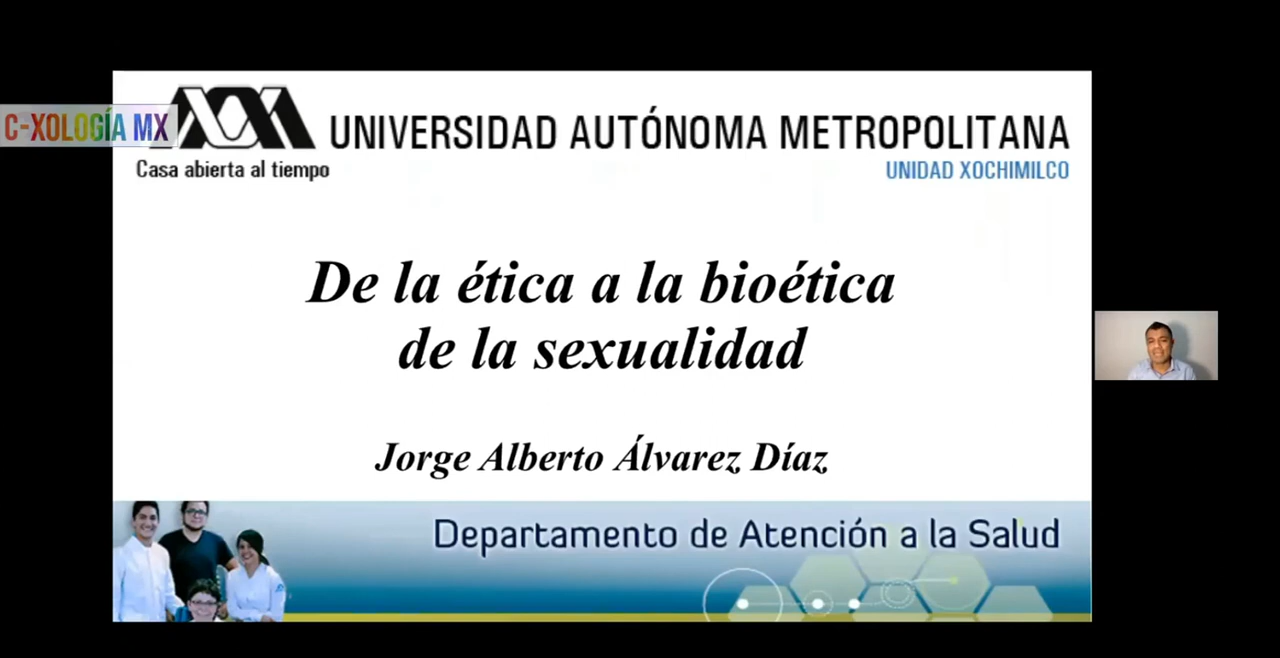 C-XOLOGÍA MX
UNIVERSIDAD AUTÓNOMA METROPOLITANA
Casa abierta al tiempo
UNIDAD XOCHIMILCO
De la ética a la bioética
de la sexualidad
Jorge Alberto Álvarez Díaz
Departamento de Atención a la Salud